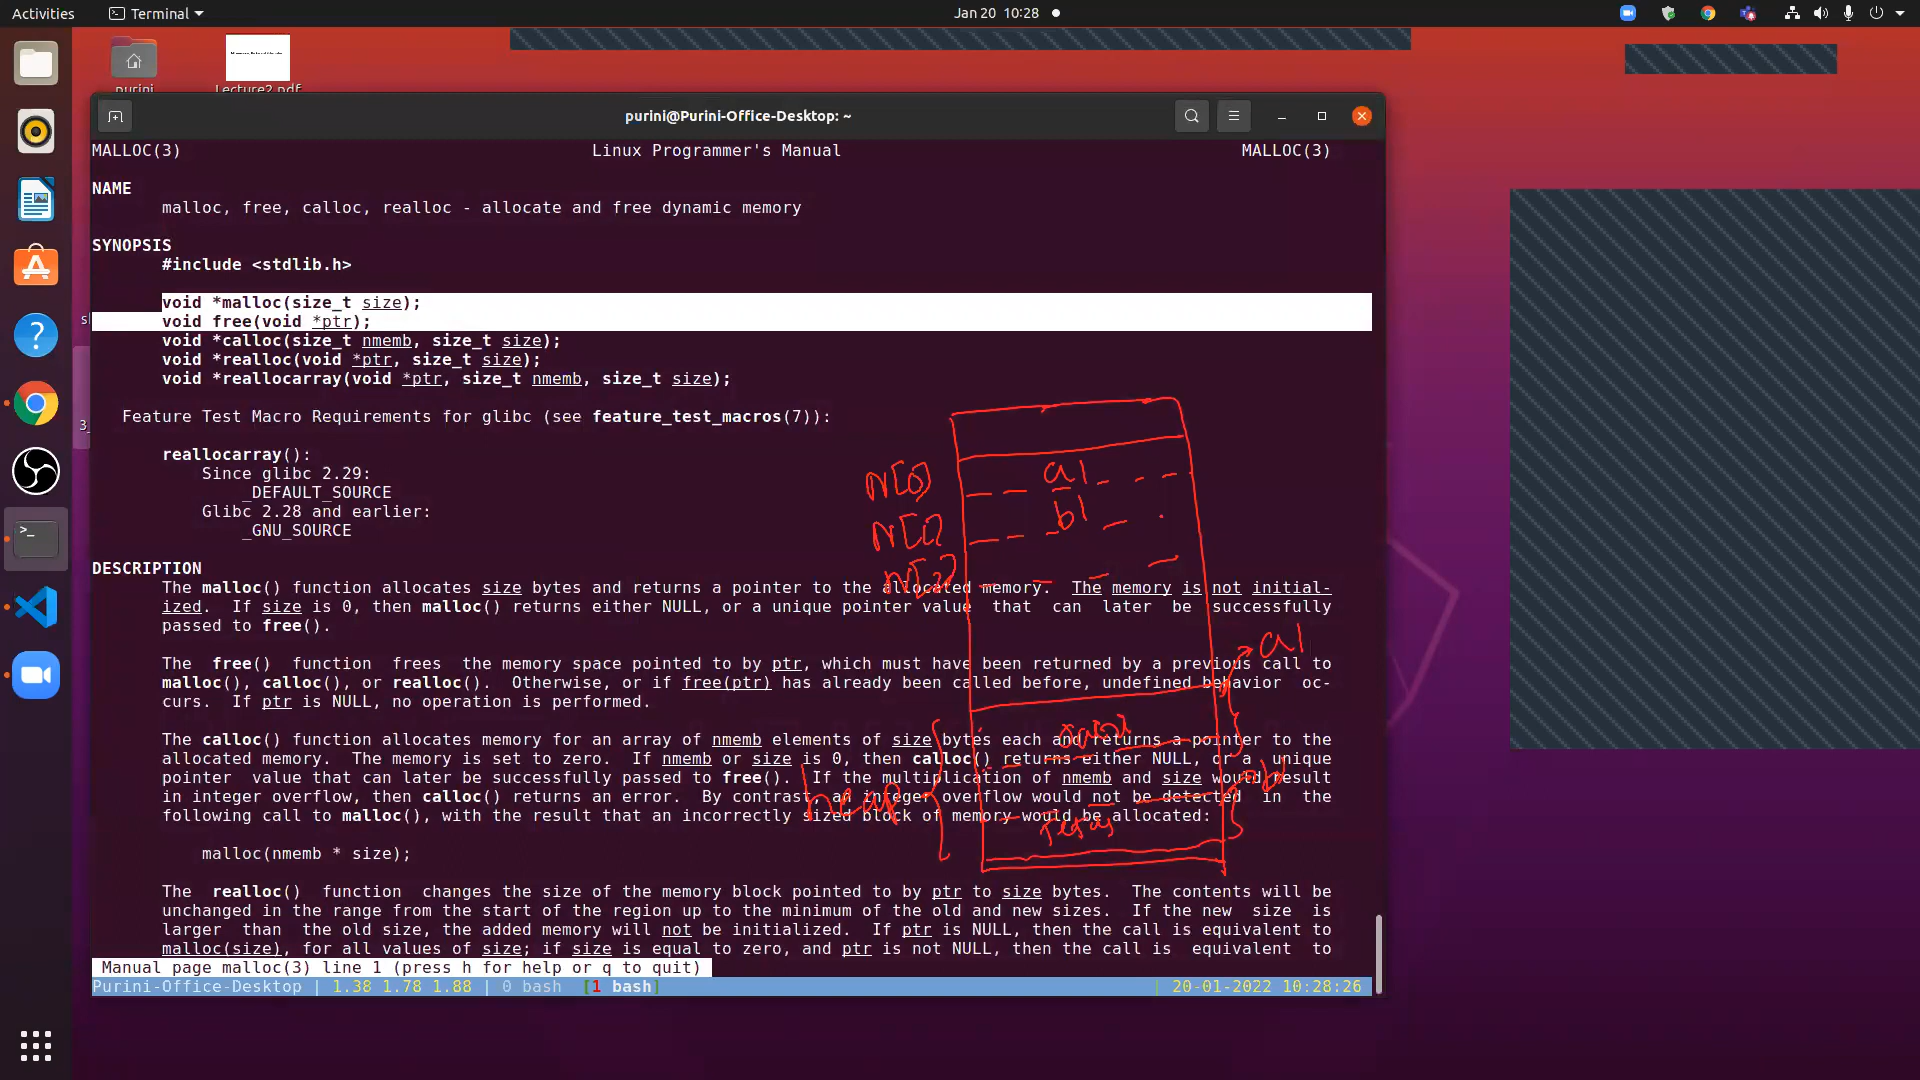 Activities
Terminal
Jan 20 10:28
purini
Lecture2.pdf
purini@Purini-Office-Desktop: ~
MALLOC(3) Linux Programmer's Manual MALLOC(3)
NAME
malloc, free, calloc, realloc - allocate and free dynamic memory
SYNOPSIS
#include <stdlib.h>
void *malloc(size_t size);
void free(void *ptr);
void *calloc(size_t nmemb, size_t size);
void *realloc(void *ptr, size_t size);
void *reallocarray(void *ptr, size_t nmemb, size_t size);
Feature Test Macro Requirements for glibc (see feature_test_macros(7)):
reallocarray():
Since glibc 2.29:
_DEFAULT_SOURCE
Glibc 2.28 and earlier:
_GNU_SOURCE
DESCRIPTION
The malloc() function allocates size bytes and returns a pointer to the allocated memory. The memory is not initial-
ized. If size is 0, then malloc() returns either NULL, or a unique pointer value that can later be successfully
passed to free().
The free() function frees the memory space pointed to by ptr, which must have been returned by a previous call to
malloc(), calloc(), or realloc(). Otherwise, or if free(ptr) has already been called before, undefined behavior oc-
curs. If ptr is NULL, no operation is performed.
The calloc() function allocates memory for an array of nmemb elements of size bytes each and returns a pointer to the
allocated memory. The memory is set to zero. If nmemb or size is 0, then calloc() returns either NULL, or a unique
pointer value that can later be successfully passed to free(). If the multiplication of nmemb and size would result
in integer overflow, then calloc() returns an error. By contrast, an integer overflow would not be detected in the
following call to malloc(), with the result that an incorrectly sized block of memory would be allocated:
malloc(nmemb * size);
The realloc() function changes the size of the memory block pointed to by ptr to size bytes. The contents will be
unchanged in the range from the start of the region up to the minimum of the old and new sizes. If the new size is
larger than the old size, the added memory will not be initialized. If ptr is NULL, then the call is equivalent to
malloc(size), for all values of size; if size is equal to zero, and ptr is not NULL, then the call is equivalent to
Manual page malloc(3) line 1 (press h for help or q to quit)
Purini-Office-Desktop | 1.38 1.78 1.88 | 0 bash [1 bash] | 20-01-2022 10:28:26
N[0] a1
N[1] b1
N[2]
a1
heap